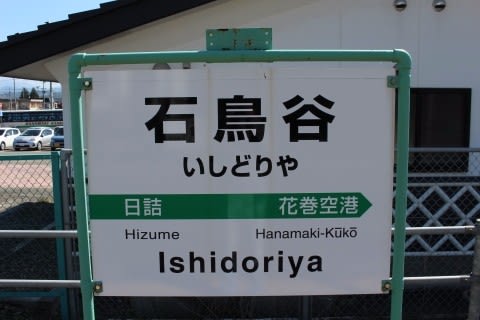 石鳥谷
いしどりや
日詰 花巻空港
Hizume Hanamaki-Kūkō
Ishidoriya